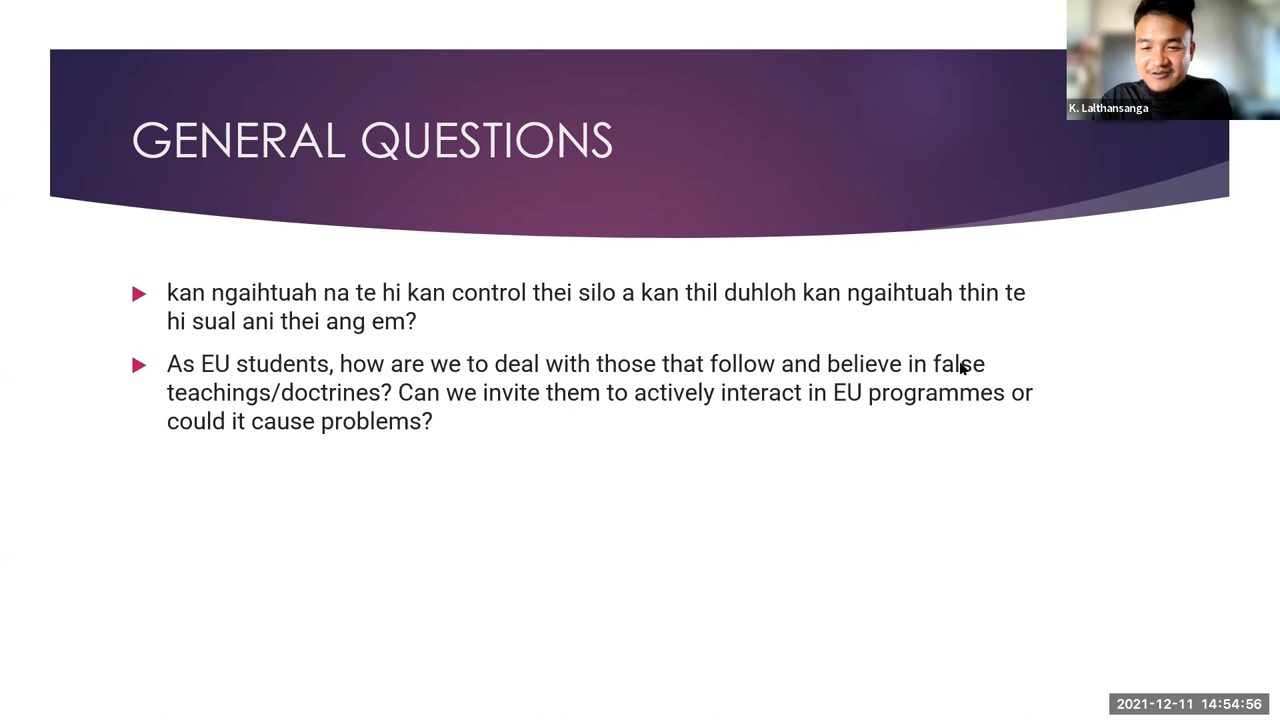 K. Lalthansanga
GENERAL QUESTIONS
kan ngaihtuah na te hi kan control thei silo a kan thil duhloh kan ngaihtuah thin te
hi sual ani thei ang em?
As EU students, how are we to deal with those that follow and believe in false
teachings/doctrines? Can we invite them to actively interact in EU programmes or
could it cause problems?
2021-12-11 14:54:56